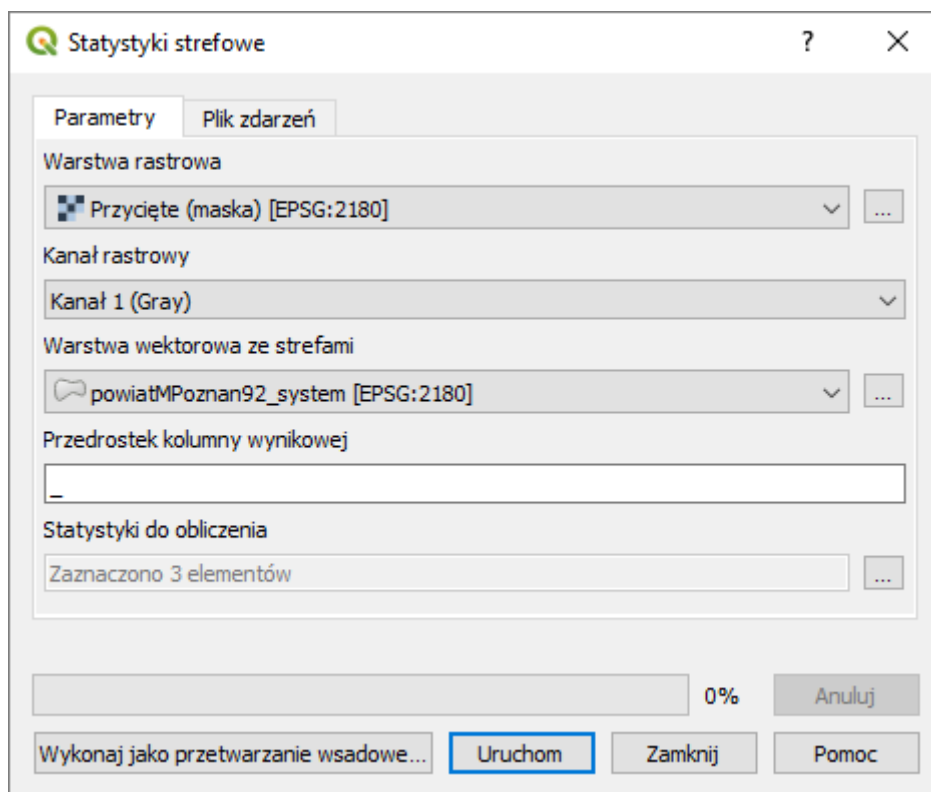 Statystyki strefowe ? ×
Parametry Plik zdarzeń
Warstwa rastrowa
Przycięte (maska) [EPSG:2180] ...
Kanał rastrowy
Kanał 1 (Gray)
Warstwa wektorowa ze strefami
powiatMPoznan92_system [EPSG:2180] ...
Przedrostek kolumny wynikowej
_
Statystyki do obliczenia
Zaznaczono 3 elementów ...
0% Anuluj
Wykonaj jako przetwarzanie wsadowe... Uruchom Zamknij Pomoc